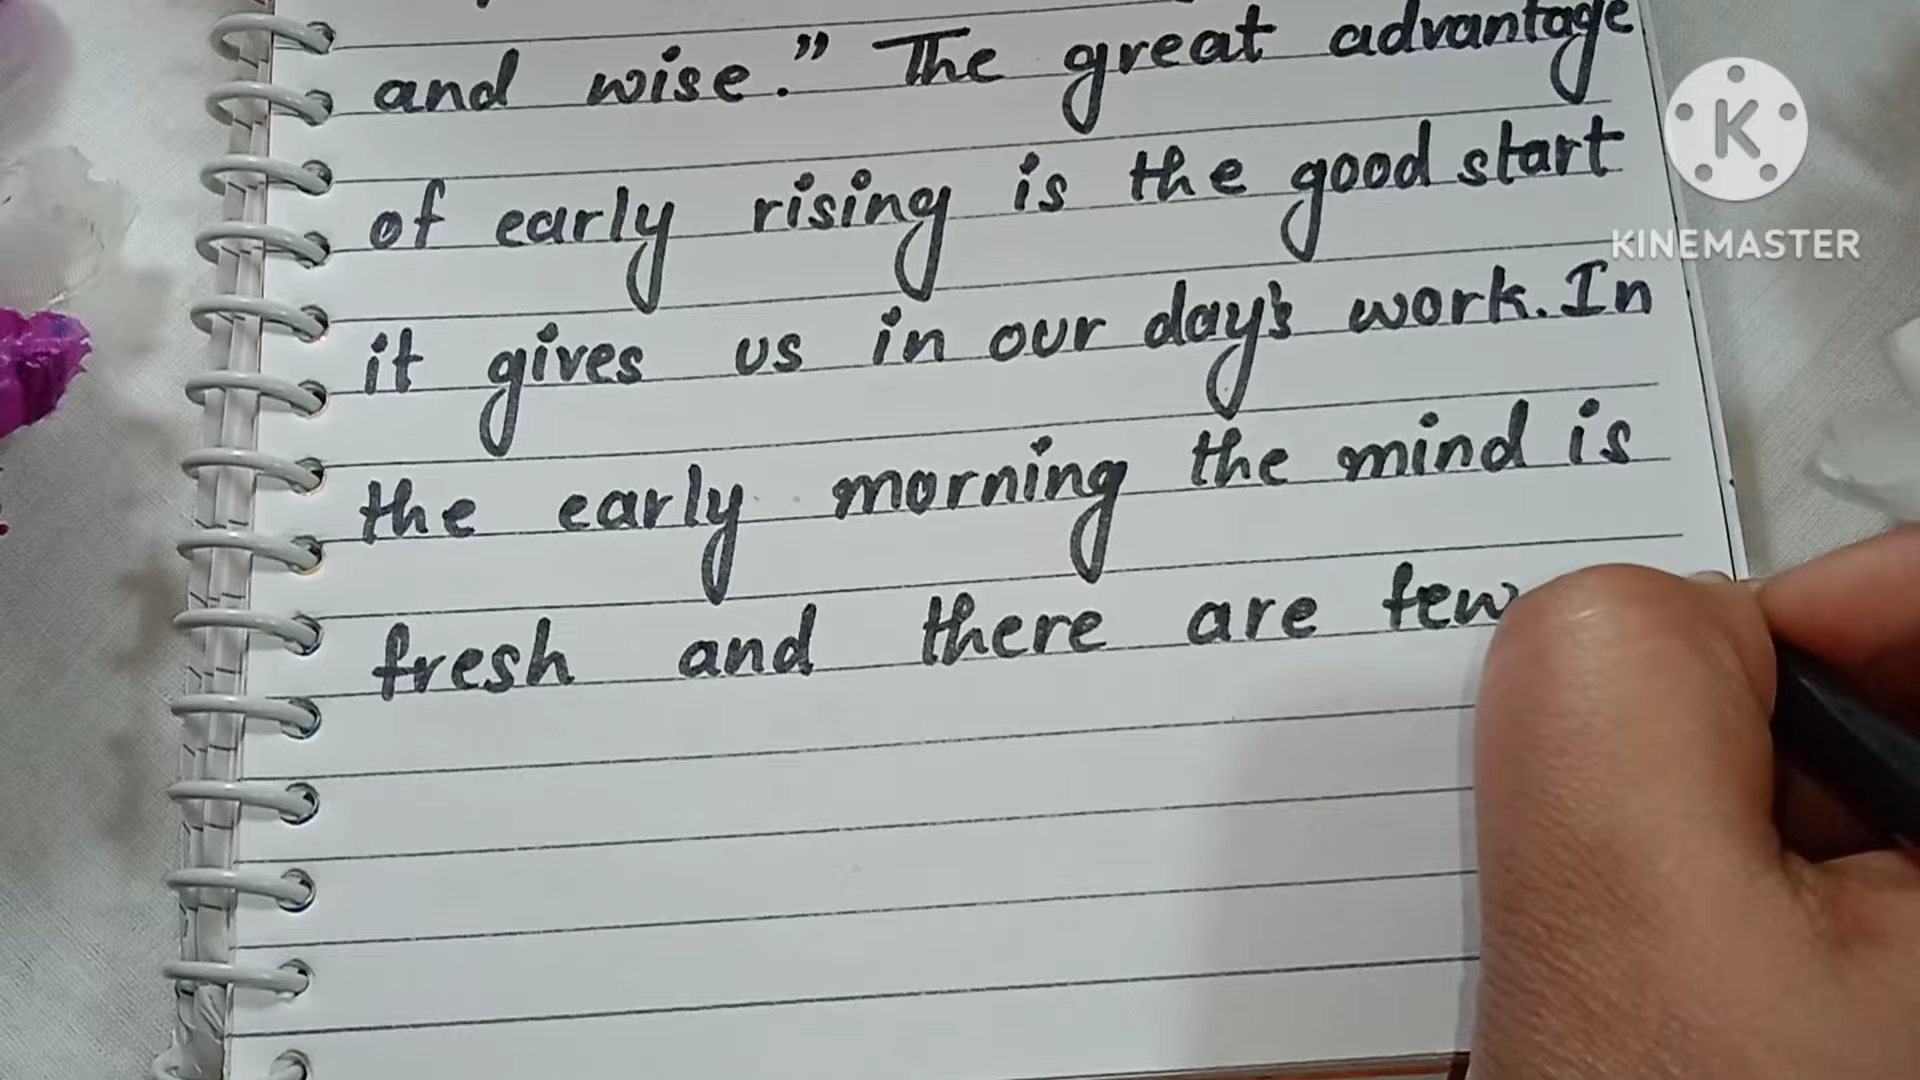 and wise." The great advantage
of early rising is the good start
it gives us in our day's work. In
the early morning the mind is
fresh and there are few
K
KINEMASTER